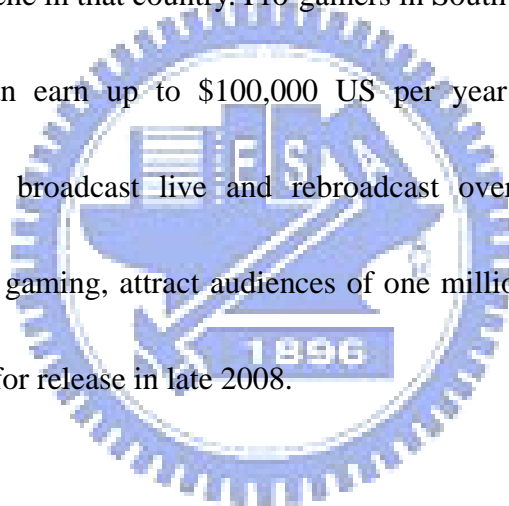 in that country. Pro-gamers in South
earn up to $100,000 US per year
broadcast live and rebroadcast over
gaming, attract audiences of one
for release in late 2008.
E S A
1896